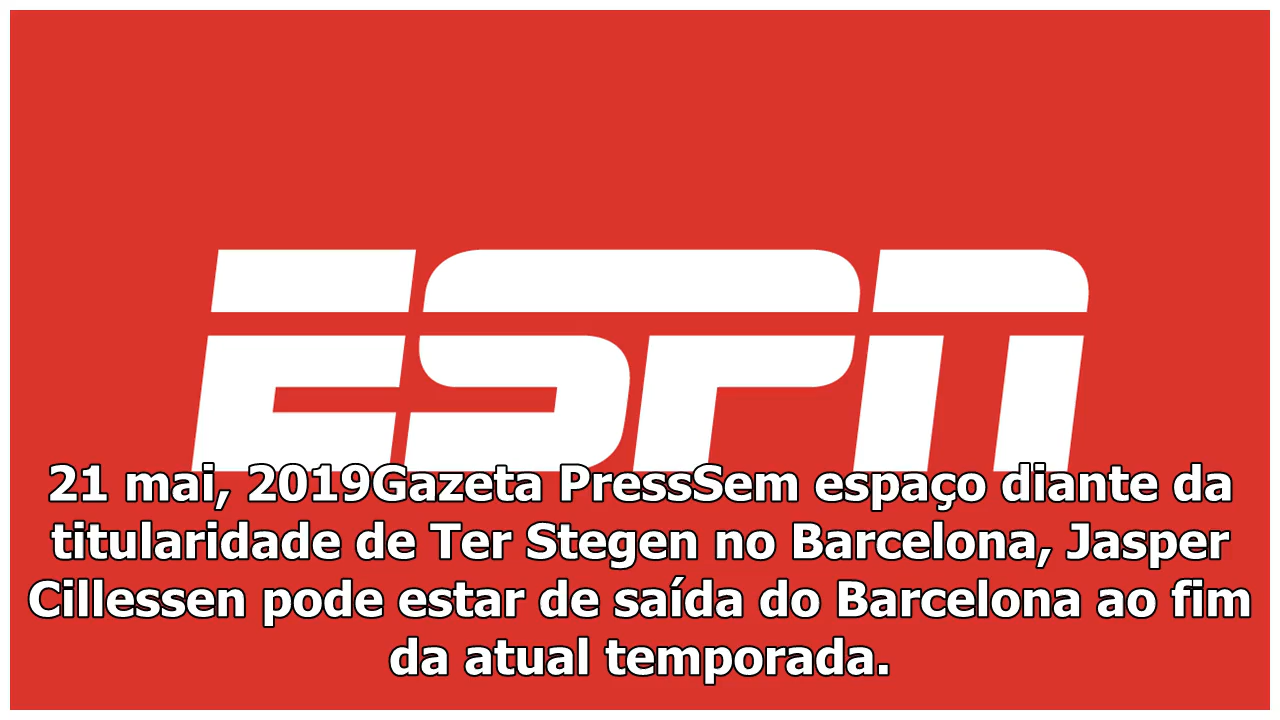 ESPN
21 mai, 2019Gazeta PressSem espaço diante da
titularidade de Ter Stegen no Barcelona, Jasper
Cillessen pode estar de saída do Barcelona ao fim
da atual temporada.